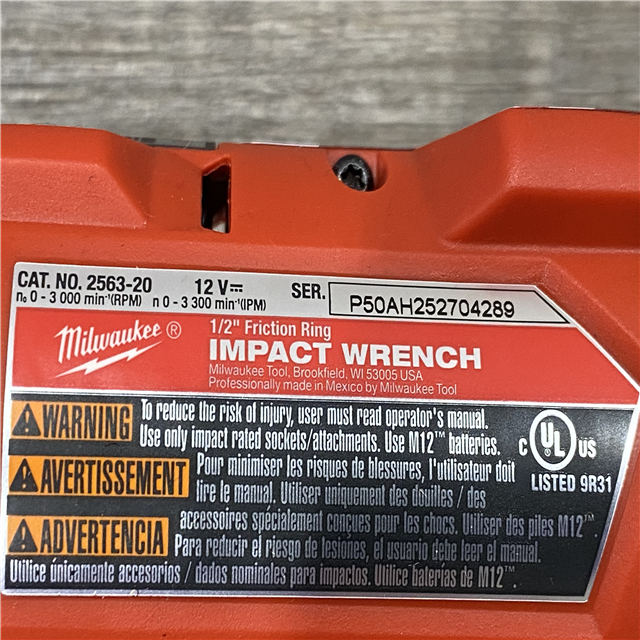 CAT. NO. 2563-20 12 V⎓ SER. P50AH252704289
n₀ 0 - 3 000 min⁻¹(RPM) n 0 - 3 300 min⁻¹(IPM)
Milwaukee®
1/2" Friction Ring
IMPACT WRENCH
Milwaukee Tool, Brookfield, WI 53005 USA
Professionally made in Mexico by Milwaukee Tool
WARNING To reduce the risk of injury, user must read operator's manual.
Use only impact rated sockets/attachments. Use M12™ batteries.
AVERTISSEMENT Pour minimiser les risques de blessures, l'utilisateur doit
lire le manual. Utiliser uniquement des douilles / des
accessoires spécialement conçues pour les chocs. Utiliser des piles M12™.
ADVERTENCIA Para reducir el riesgo de lesiones, el usuario debe leer el manual.
Utilice únicamente accesorios / dados nominales para impactos. Utilice baterías de M12™.
C UL US
LISTED 9R31